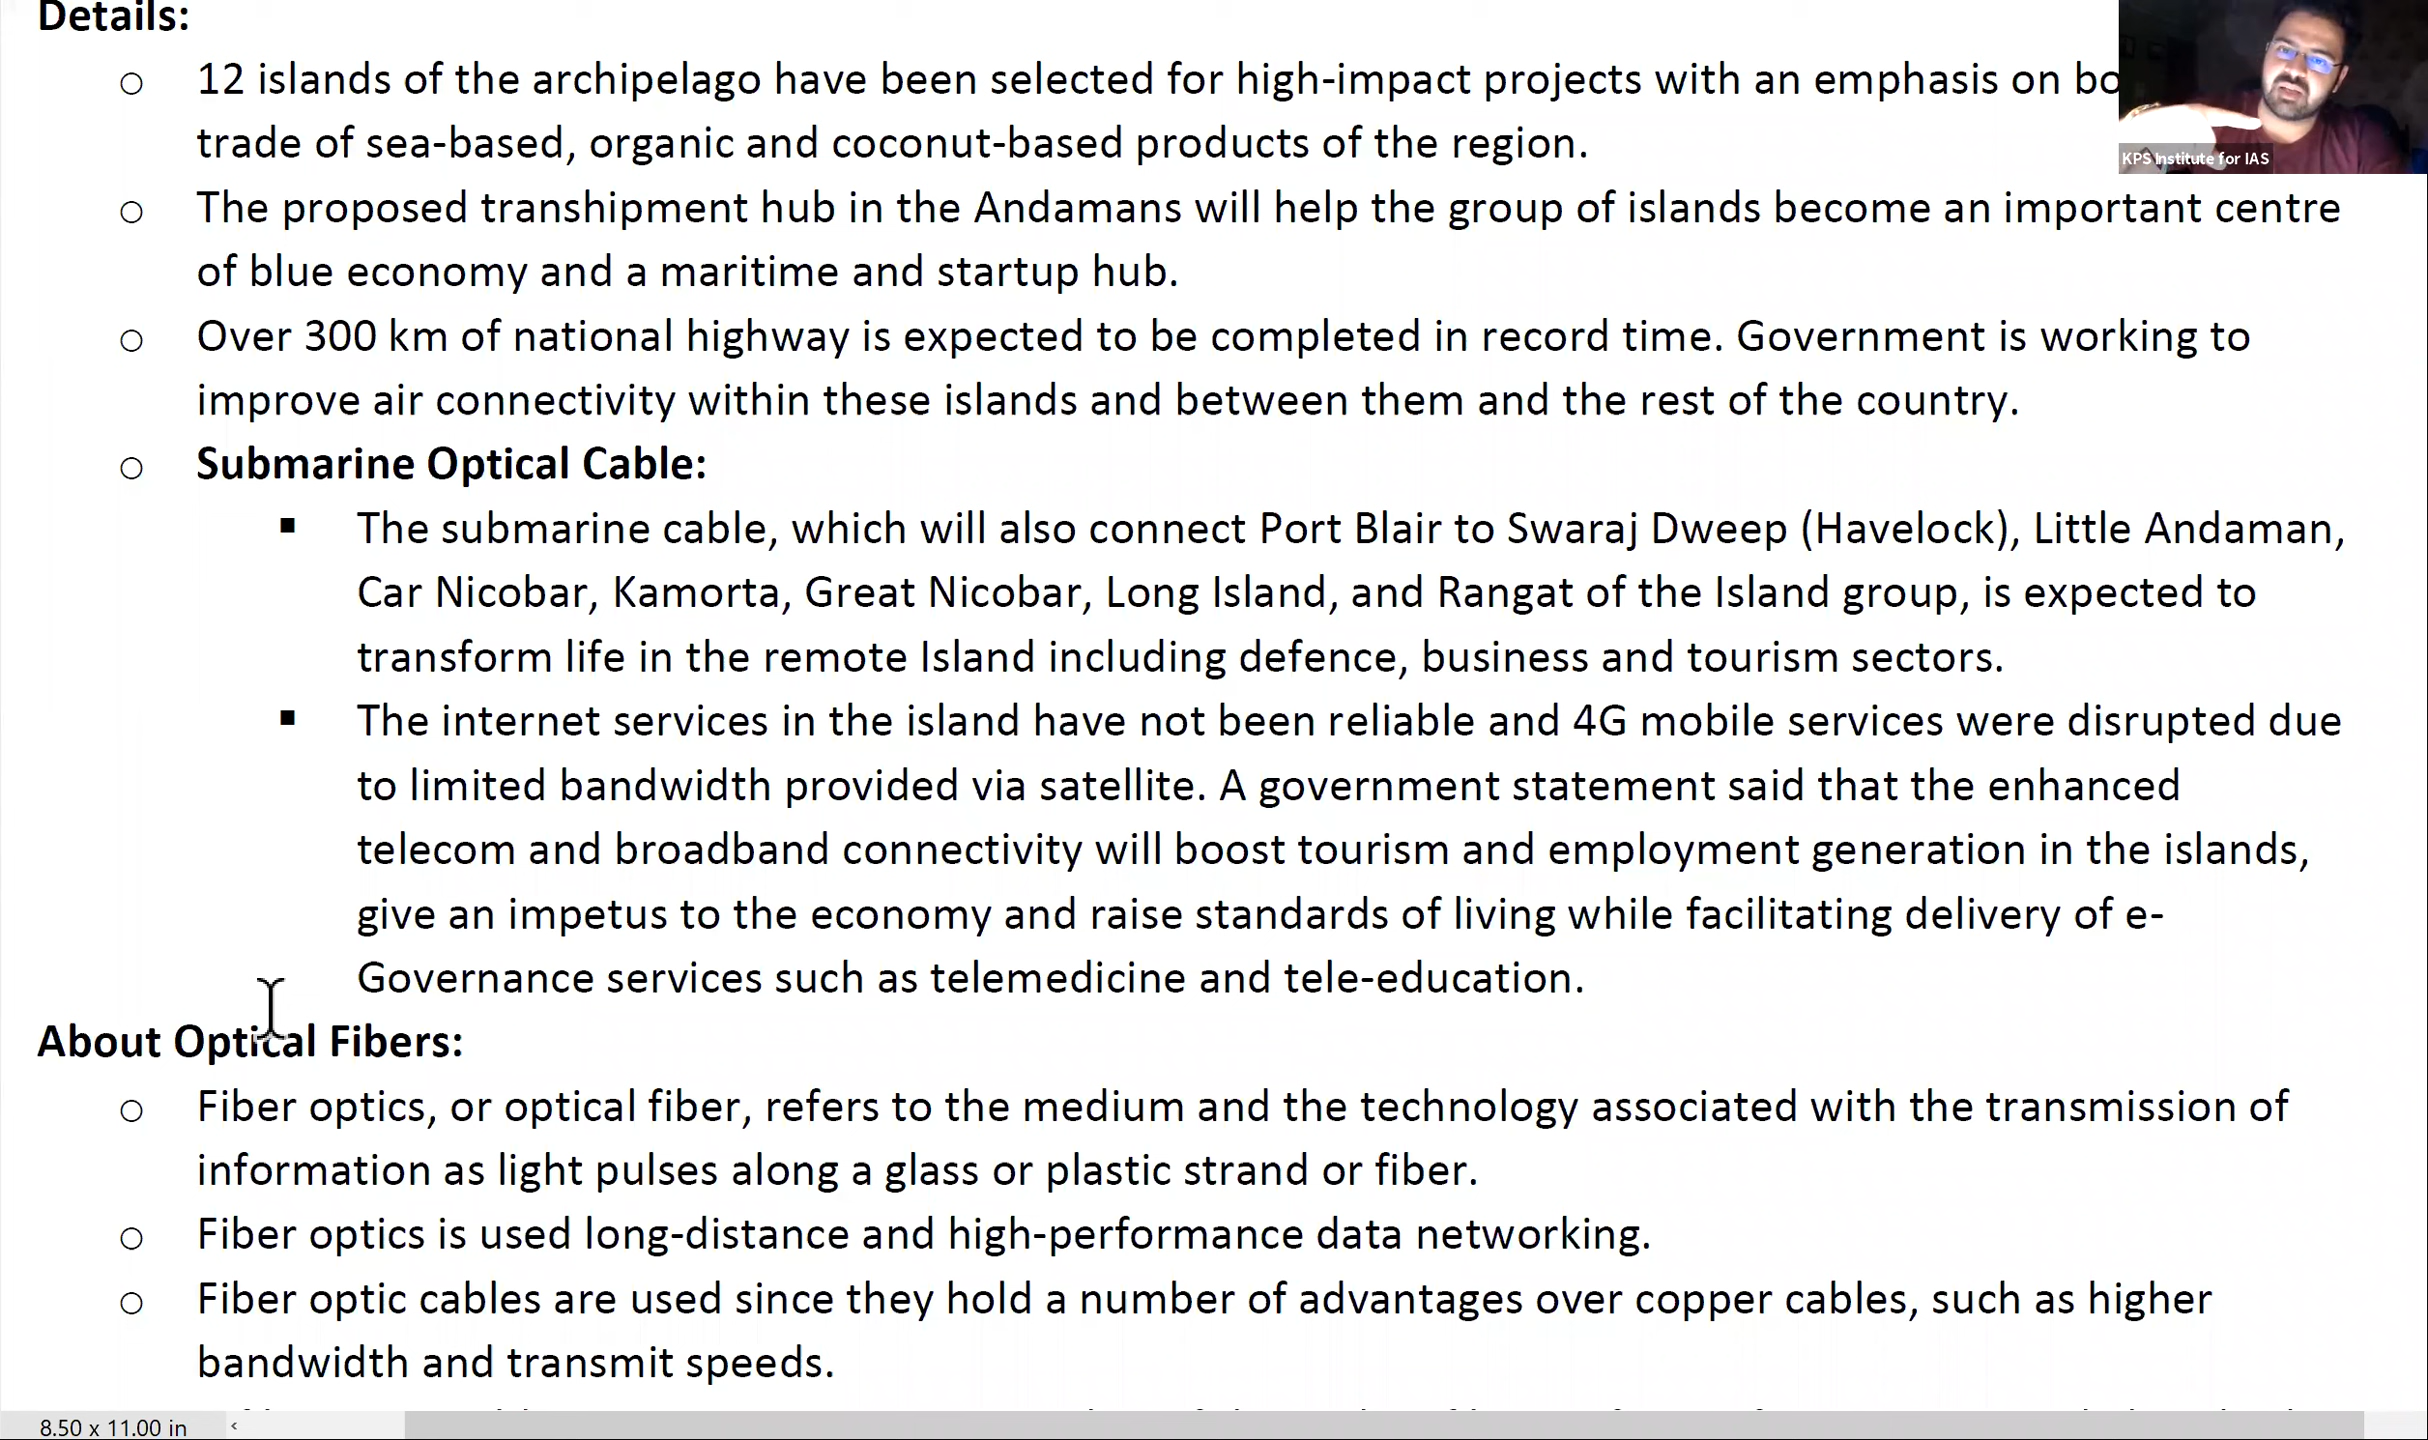 Details:
o 12 islands of the archipelago have been selected for high-impact projects with an emphasis on
trade of sea-based, organic and coconut-based products of the region.
KPS Institute for IAS
o The proposed transhipment hub in the Andamans will help the group of islands become an important centre
of blue economy and a maritime and startup hub.
o Over 300 km of national highway is expected to be completed in record time. Government is working to
improve air connectivity within these islands and between them and the rest of the country.
o Submarine Optical Cable:
▪ The submarine cable, which will also connect Port Blair to Swaraj Dweep (Havelock), Little Andaman,
Car Nicobar, Kamorta, Great Nicobar, Long Island, and Rangat of the Island group, is expected to
transform life in the remote Island including defence, business and tourism sectors.
▪ The internet services in the island have not been reliable and 4G mobile services were disrupted due
to limited bandwidth provided via satellite. A government statement said that the enhanced
telecom and broadband connectivity will boost tourism and employment generation in the islands,
give an impetus to the economy and raise standards of living while facilitating delivery of e-
Governance services such as telemedicine and tele-education.
About Optical Fibers:
o Fiber optics, or optical fiber, refers to the medium and the technology associated with the transmission of
information as light pulses along a glass or plastic strand or fiber.
o Fiber optics is used long-distance and high-performance data networking.
o Fiber optic cables are used since they hold a number of advantages over copper cables, such as higher
bandwidth and transmit speeds.
8.50 x 11.00 in